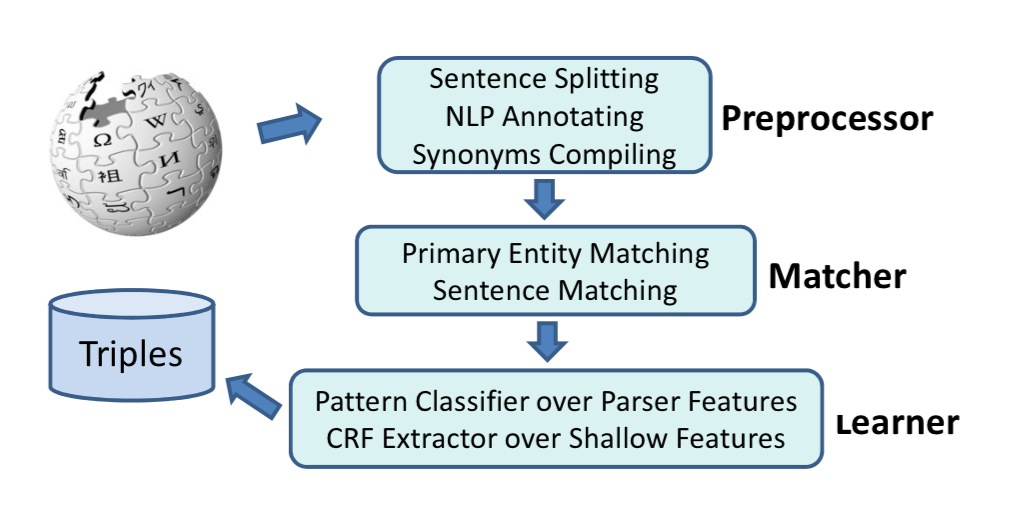 Sentence Splitting
NLP Annotating
Synonyms Compiling
Preprocessor
Primary Entity Matching
Sentence Matching
Matcher
Triples
Pattern Classifier over Parser Features
CRF Extractor over Shallow Features
Learner
Ω
W
И
祖